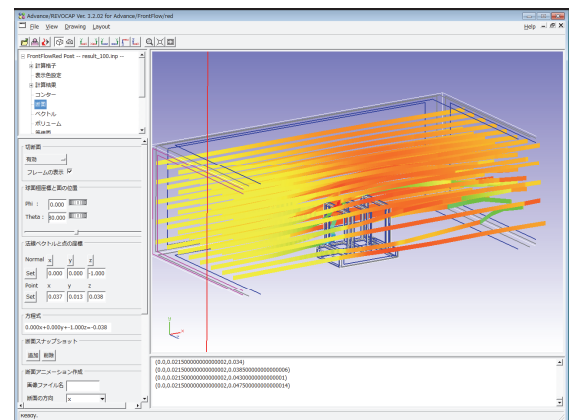 Advance/REVOCAP Ver. 3.2.02 for Advance/FrontFlow/red
File View Drawing Layout Help
FrontFlowRed Post -- result_100.inp --
計算格子
表示色設定
計算結果
コンター
断面
ベクトル
ボリューム
切断面
有効
フレームの表示
球面極座標と面の位置
Phi : 0.000
Theta : 90.000
法線ベクトルと点の座標
Normal x y z
Set 0.000 0.000 -1.000
Point x y z
Set 0.037 0.013 0.038
方程式
0.000x+0.000y+-1.000z=-0.038
断面スナップショット
追加 削除
断面アニメーション作成
画像ファイル名
断面の方向 x
(0.0,0.021500000000000002,0.034)
(0.0,0.021500000000000002,0.03850000000000006)
(0.0,0.021500000000000002,0.04300000000000001)
(0.0,0.021500000000000002,0.047500000000000014)
Ready.